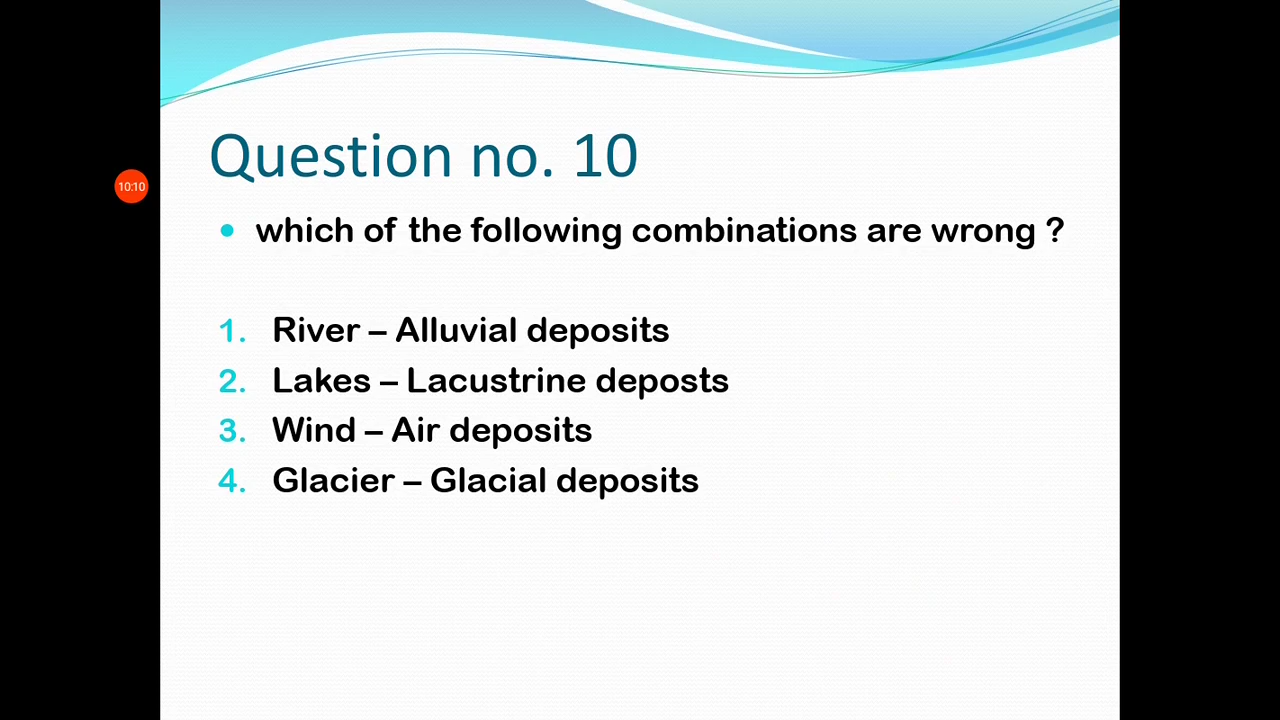 Question no. 10
10:10
• which of the following combinations are wrong ?
1. River – Alluvial deposits
2. Lakes – Lacustrine deposts
3. Wind – Air deposits
4. Glacier – Glacial deposits